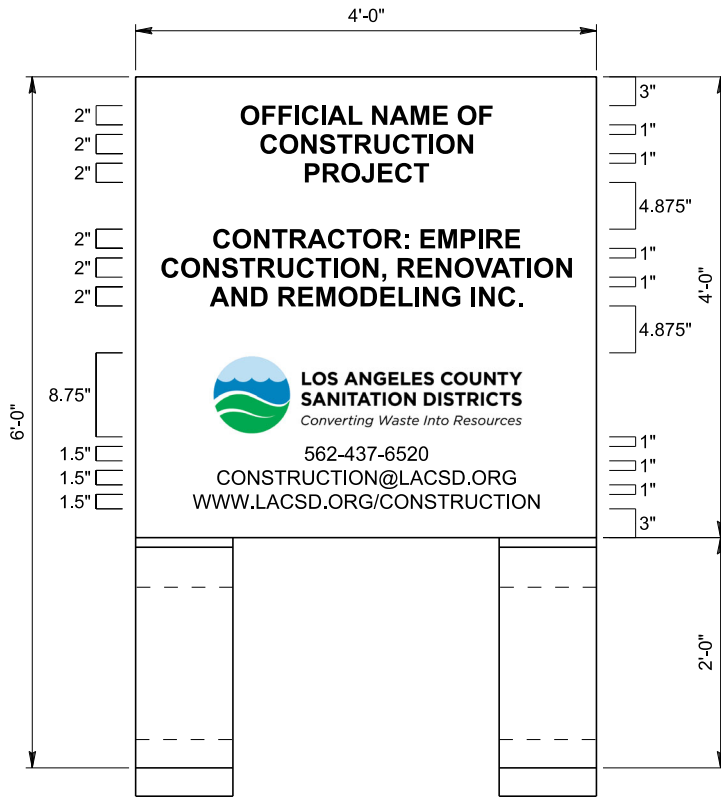 4'-0"
3"
2"
OFFICIAL NAME OF
1"
2"
CONSTRUCTION
1"
2"
PROJECT
4.875"
2"
CONTRACTOR: EMPIRE
1"
2"
CONSTRUCTION, RENOVATION
1"
2"
AND REMODELING INC.
4'-0"
4.875"
8.75"
LOS ANGELES COUNTY
SANITATION DISTRICTS
Converting Waste Into Resources
6'-0"
1"
1.5"
562-437-6520
1"
1.5"
CONSTRUCTION@LACSD.ORG
1"
1.5"
WWW.LACSD.ORG/CONSTRUCTION
3"
2'-0"